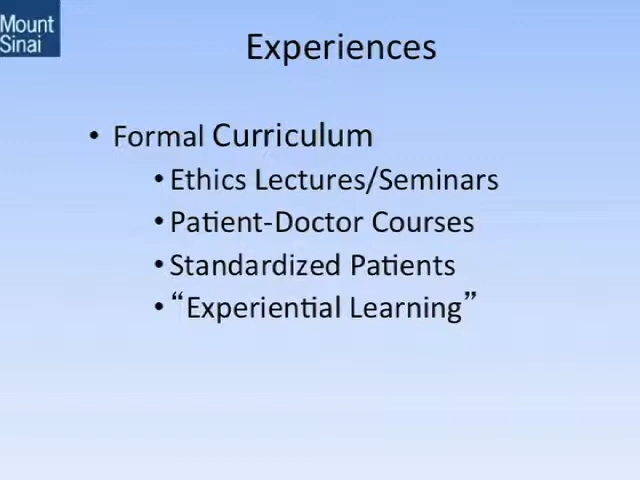 Mount
Sinai
Experiences
• Formal Curriculum
• Ethics Lectures/Seminars
• Patient-Doctor Courses
• Standardized Patients
• “Experiential Learning”